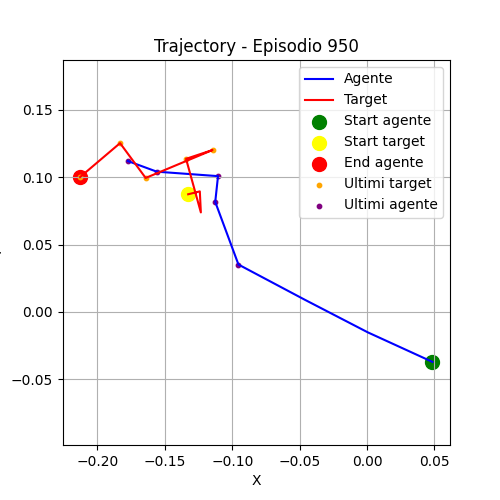 Trajectory - Episodio 950
Agente
Target
Start agente
Start target
End agente
Ultimi target
Ultimi agente
0.15
0.10
0.05
0.00
−0.05
−0.20
−0.15
−0.10
−0.05
0.00
0.05
X